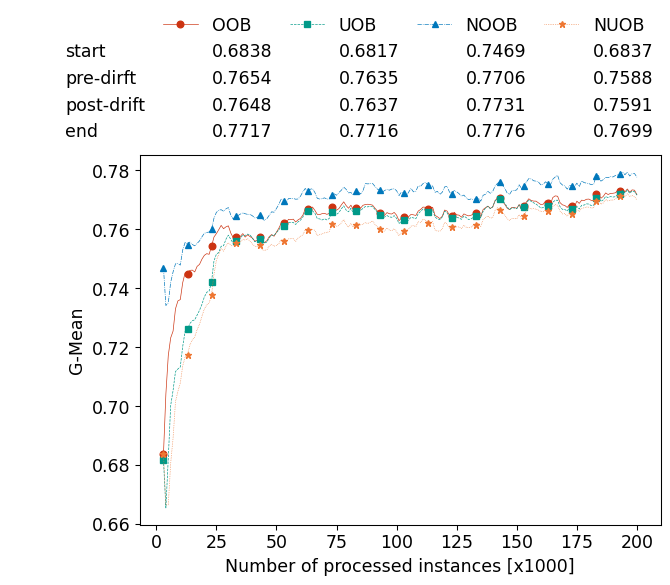 OOB UOB NOOB NUOB
start 0.6838 0.6817 0.7469 0.6837
pre-dirft 0.7654 0.7635 0.7706 0.7588
post-drift 0.7648 0.7637 0.7731 0.7591
end 0.7717 0.7716 0.7776 0.7699
0.78
0.76
0.74
0.72
0.70
0.68
0.66
G-Mean
0 25 50 75 100 125 150 175 200
Number of processed instances [x1000]